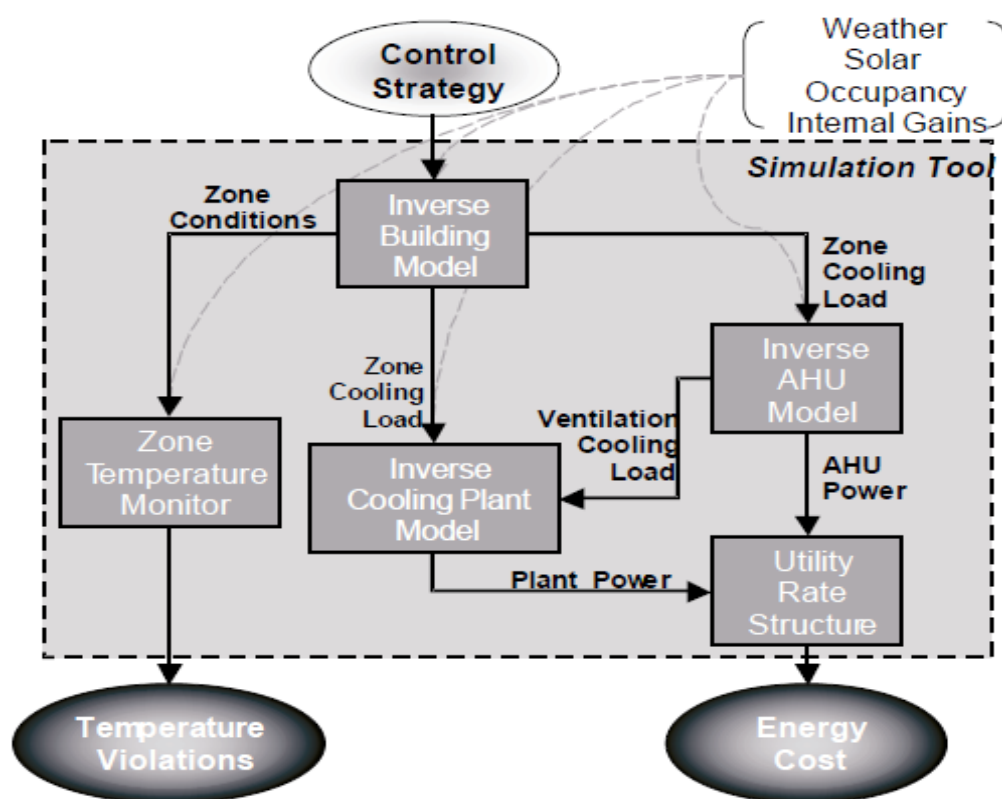 Control
Strategy
Weather
Solar
Occupancy
Internal Gains
Simulation Tool
Zone
Conditions
Inverse
Building
Model
Zone
Cooling
Load
Inverse
AHU
Model
Zone
Cooling
Load
Ventilation
Cooling
Load
Zone
Temperature
Monitor
Inverse
Cooling Plant
Model
AHU
Power
Plant Power
Utility
Rate
Structure
Temperature
Violations
Energy
Cost